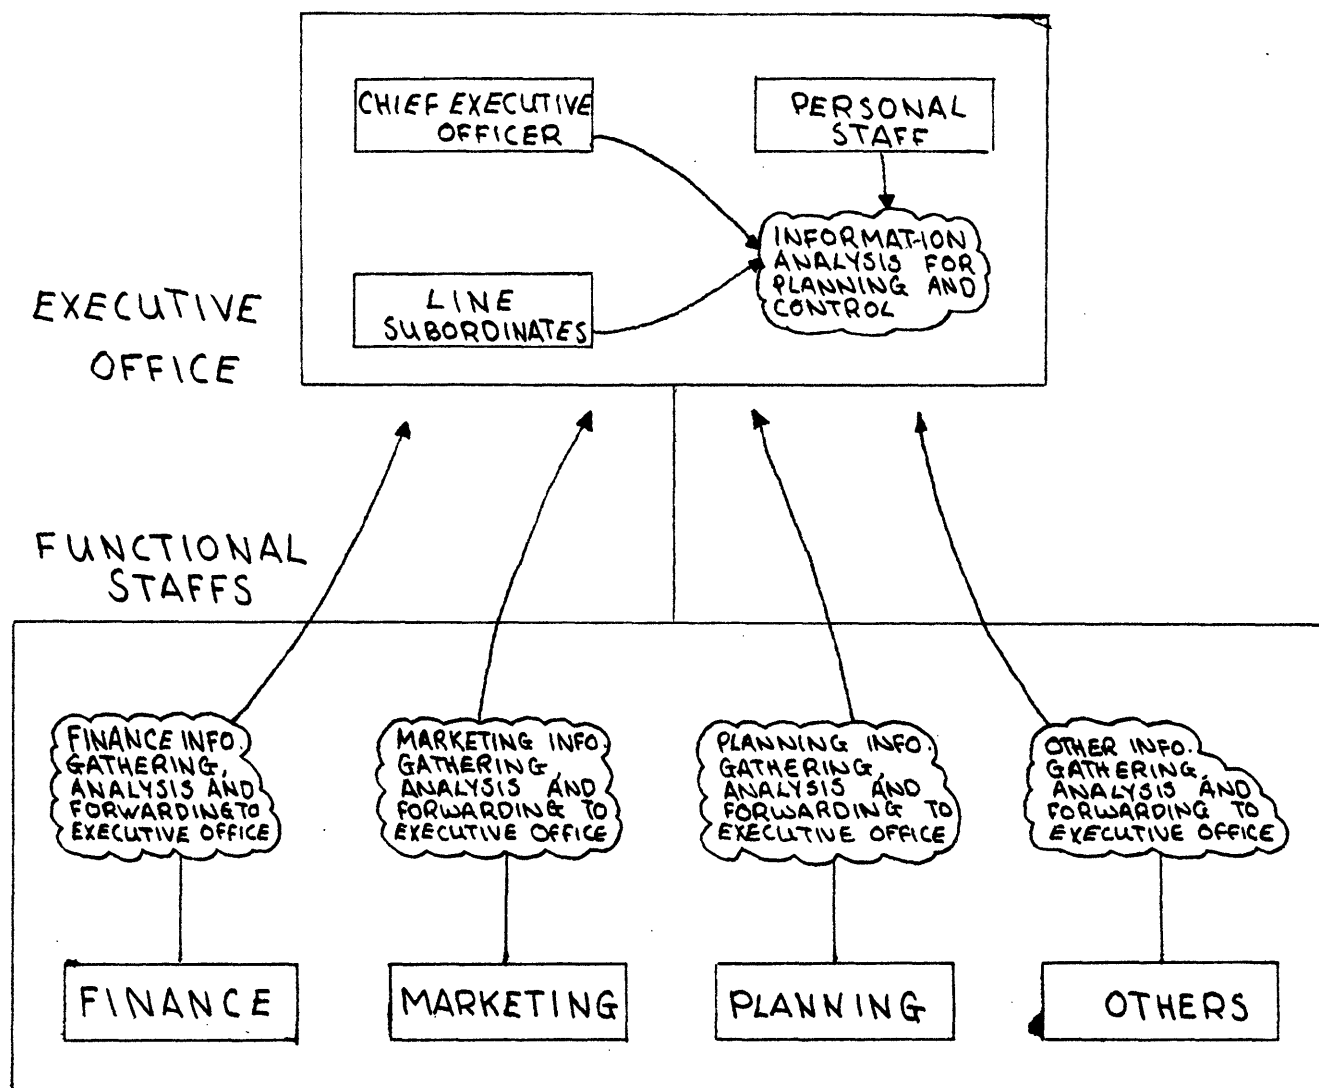 CHIEF EXECUTIVE
OFFICER
PERSONAL
STAFF
INFORMAT-ION
ANALYSIS FOR
PLANNING AND
CONTROL
LINE
SUBORDINATES
EXECUTIVE
OFFICE
FUNCTIONAL
STAFFS
FINANCE INFO.
GATHERING,
ANALYSIS AND
FORWARDING TO
EXECUTIVE OFFICE
MARKETING INFO.
GATHERING,
ANALYSIS AND
FORWARDING TO
EXECUTIVE OFFICE
PLANNING INFO.
GATHERING,
ANALYSIS AND
FORWARDING TO
EXECUTIVE OFFICE
OTHER INFO.
GATHERING,
ANALYSIS AND
FORWARDING TO
EXECUTIVE OFFICE
FINANCE
MARKETING
PLANNING
OTHERS